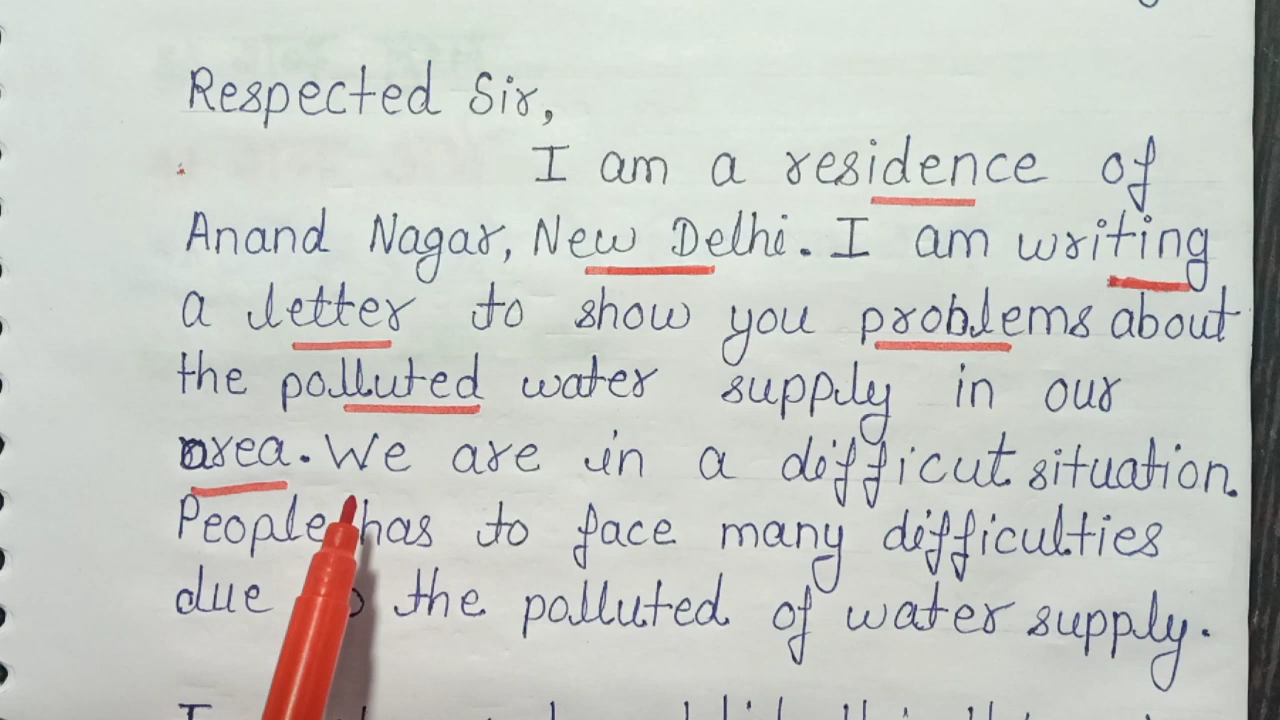 Respected Sir,
I am a residence of
Anand Nagar, New Delhi. I am writing
a letter to show you problems about
the polluted water supply in our
area. We are in a difficut situation.
People has to face many difficulties
due the polluted of water supply.
I